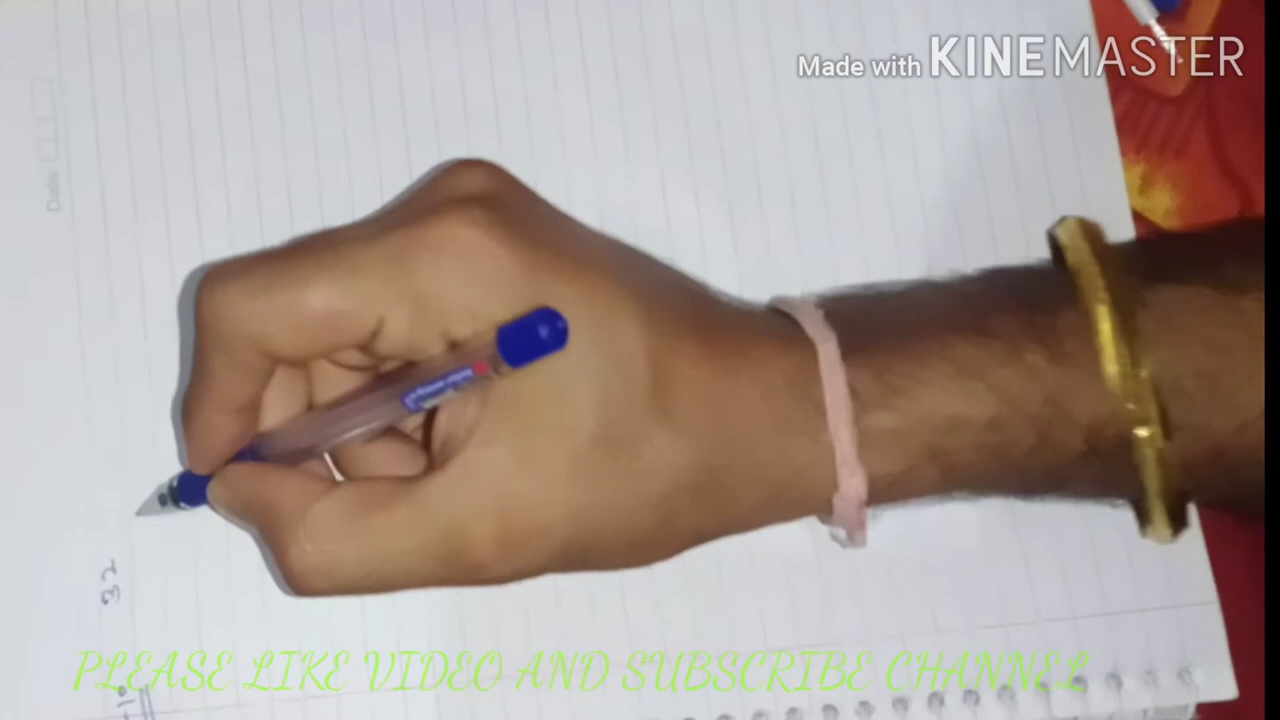 Made with KINEMASTER
Date
32
PLEASE LIKE VIDEO AND SUBSCRIBE CHANNEL